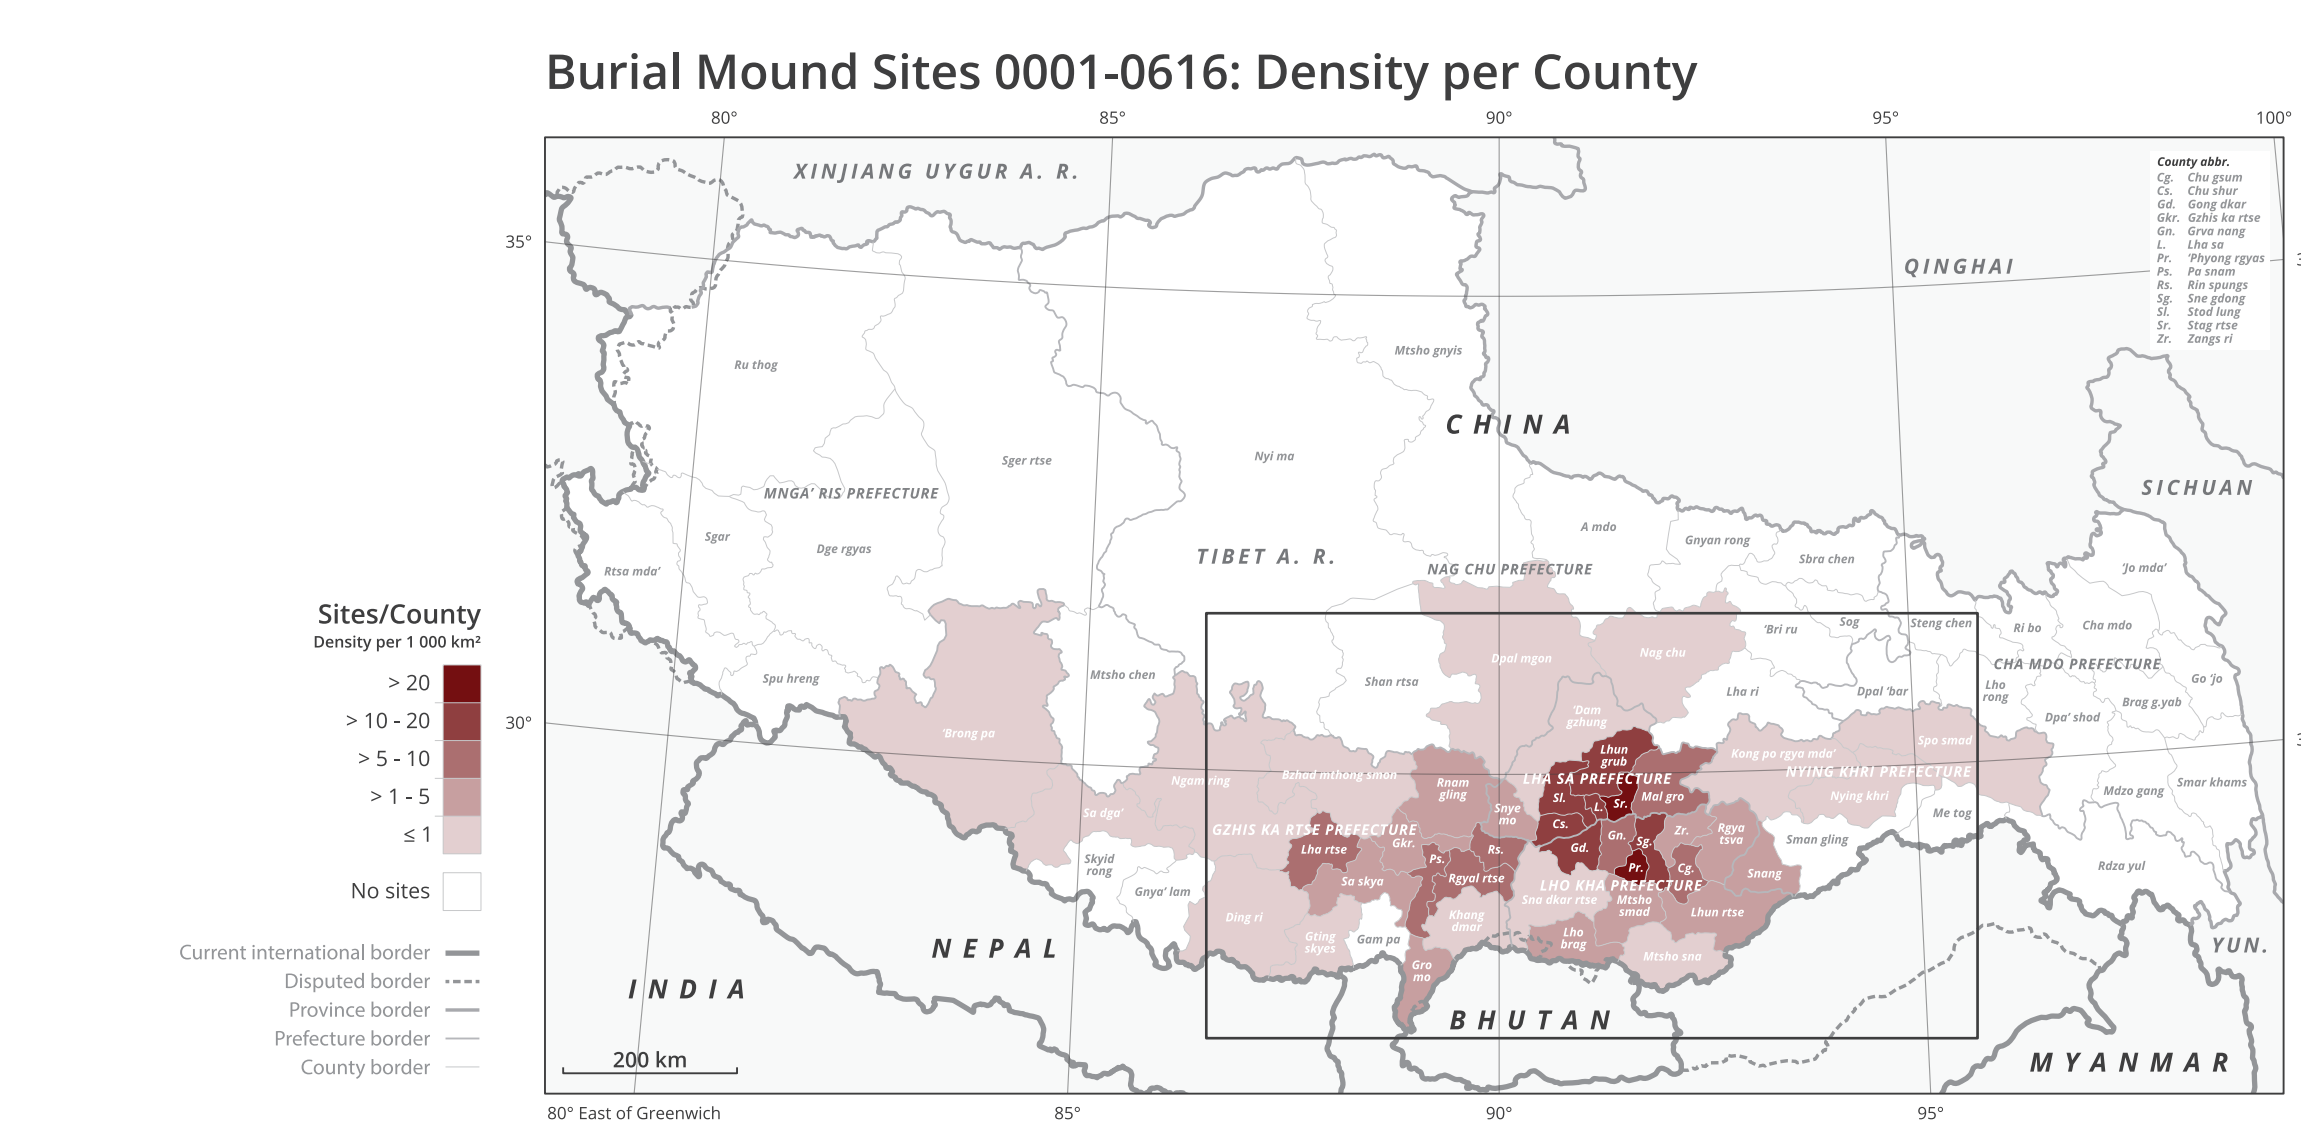 Burial Mound Sites 0001-0616: Density per County
80°
85°
90°
95°
100°
XINJIANG UYGUR A. R.
County abbr.
Cg. Chu gsum
Cs. Chu shur
Gd. Gong dkar
Gkr. Gzhis ka rtse
Gn. Grva nang
L. Lha sa
Pr. ‘Phyong rgyas
Ps. Pa snam
Rs. Rin spungs
Sg. Sne gdong
Sl. Stod lung
Sr. Stag rtse
Zr. Zangs ri
35°
QINGHAI
Mtsho gnyis
Ru thog
CHINA
Sger rtse
Nyi ma
SICHUAN
MNGA’ RIS PREFECTURE
A mdo
Sgar
Gnyan rong
Dge rgyas
TIBET A. R.
Sbra chen
Rtsa mda’
NAG CHU PREFECTURE
‘Jo mda’
Sites/County
Density per 1 000 km²
> 20
> 10 - 20
> 5 - 10
> 1 - 5
≤ 1
No sites
Current international border
Disputed border
Province border
Prefecture border
County border
‘Bri ru
Sog
Steng chen
Ri bo
Cha mdo
Dpal mgon
Nag chu
CHA MDO PREFECTURE
Spu hreng
Mtsho chen
Shan rtsa
Lha ri
Dpal ‘bar
Lho
rong
Go ‘jo
Brag g.yab
‘Dam
gzhung
Dpa’ shod
30°
‘Brong pa
Lhun
grub
Kong po rgya mda’
Spo smad
Ngam ring
Bzhad mthong smon
LHA SA PREFECTURE
NYING KHRI PREFECTURE
Rnam
gling
Sl.
L.
Sr.
Mal gro
Nying khri
Mdzo gang
Smar khams
Sa dga’
Snye
mo
Me tog
GZHIS KA RTSE PREFECTURE
Cs.
Gn.
Sg.
Zr.
Rgya
tsva
Sman gling
Gkr.
Lha rtse
Rs.
Gd.
Skyid
rong
Ps.
Pr.
Cg.
Snang
Rdza yul
Gnya’ lam
Sa skya
Rgyal rtse
LHO KHA PREFECTURE
Sna dkar rtse
Mtsho
smad
Lhun rtse
Ding ri
Khang
dmar
Gting
skyes
Gam pa
Lho
brag
Mtsho sna
Gro
mo
NEPAL
YUN.
INDIA
BHUTAN
MYANMAR
200 km
80° East of Greenwich
85°
90°
95°